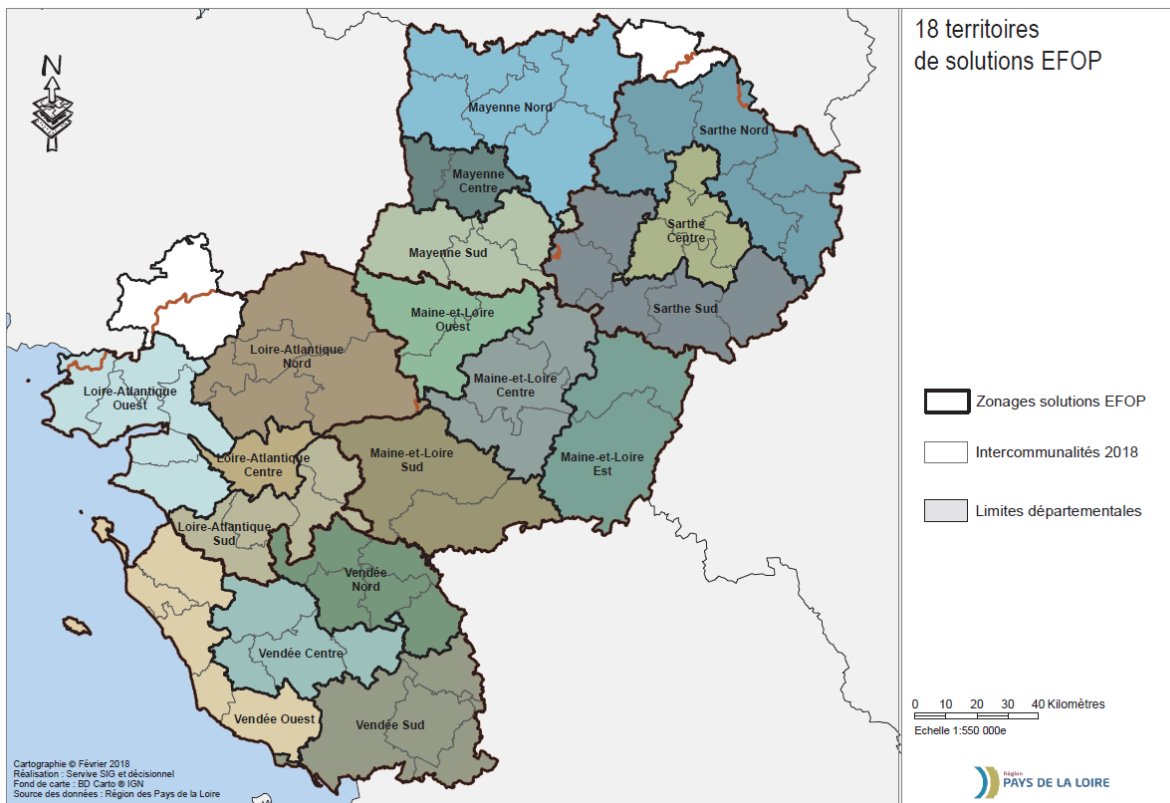 18 territoires
de solutions EFOP
N
Mayenne Nord
Sarthe Nord
Mayenne
Centre
Sarthe
Centre
Mayenne Sud
Sarthe Sud
Maine-et-Loire
Ouest
Loire-Atlantique
Nord
Maine-et-Loire
Centre
Loire-Atlantique
Ouest
Loire-Atlantique
Centre
Maine-et-Loire
Sud
Maine-et-Loire
Est
Loire-Atlantique
Sud
Vendée
Nord
Vendée Centre
Vendée Ouest
Vendée Sud
Zonages solutions EFOP
Intercommunalités 2018
Limites départementales
0 10 20 30 40 Kilomètres
Echelle 1:550 000e
Cartographie © Février 2018
Réalisation : Servive SIG et décisionnel
Fond de carte : BD Carto ® IGN
Source des données : Région des Pays de la Loire
Région
PAYS DE LA LOIRE